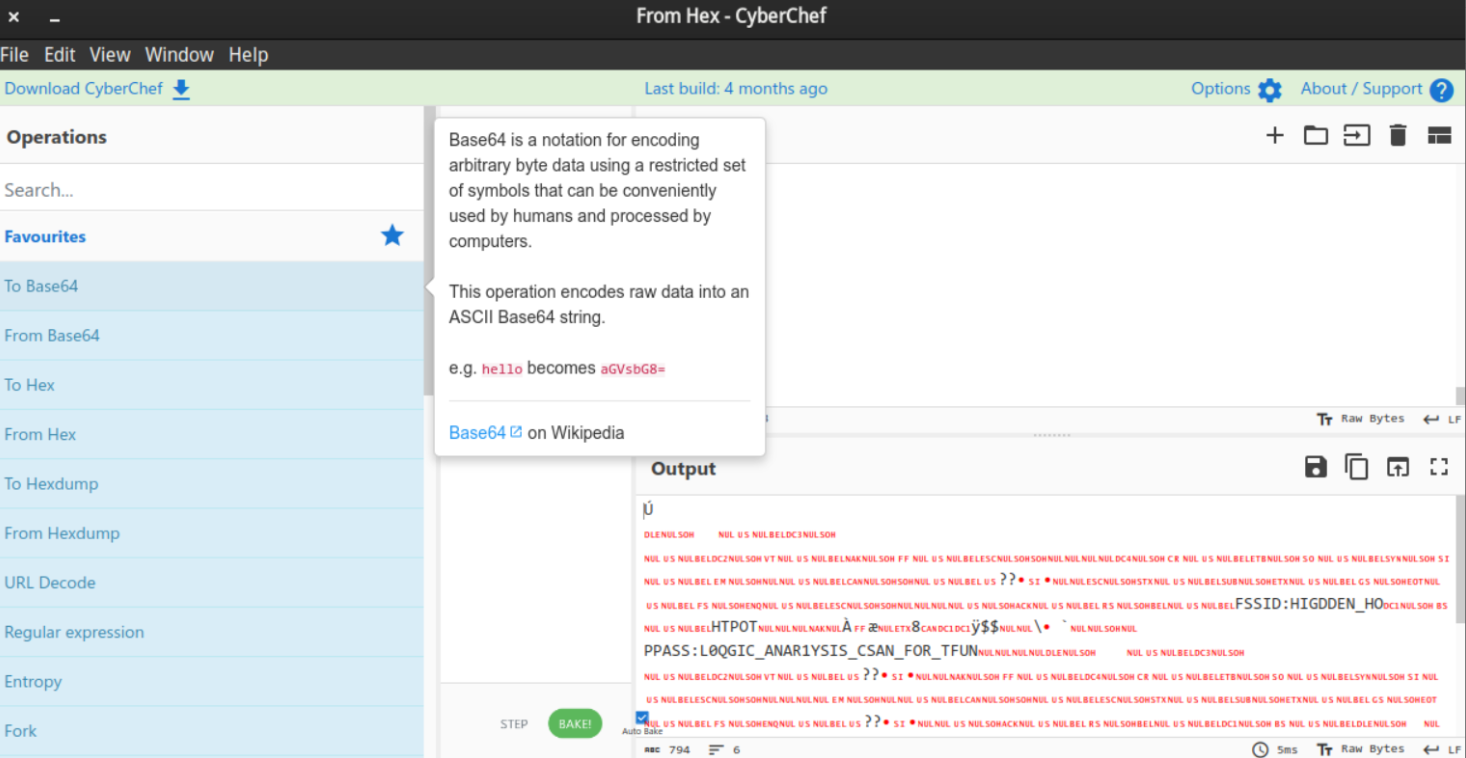 From Hex - CyberChef
File Edit View Window Help
Download CyberChef
Last build: 4 months ago
Options
About / Support
Operations
Search...
Favourites
To Base64
From Base64
To Hex
From Hex
To Hexdump
From Hexdump
URL Decode
Regular expression
Entropy
Fork
Base64 is a notation for encoding
arbitrary byte data using a restricted set
of symbols that can be conveniently
used by humans and processed by
computers.
This operation encodes raw data into an
ASCII Base64 string.
e.g. hello becomes aGVsbG8=
Base64 on Wikipedia
STEP
BAKE!
Auto Bake
Raw Bytes LF
Output
Ú
DLENULSOH NUL US NULBELDC3NULSOH
NUL US NULBELDC2NULSOH VT NUL US NULBELNAKNULSOH FF NUL US NULBELESCNULSOHSOHNULNULNULNULDC4NULSOH CR NUL US NULBELETBNULSOH SO NUL US NULBELSYNNULSOH SI
NUL US NULBEL EM NULSOHNULNUL US NULBELCANNULSOHSOHNUL US NULBEL US ??• SI •NULNULESCNULSOHSTXNUL US NULBELSUBNULSOHETXNUL US NULBEL GS NULSOHEOTNUL
US NULBEL FS NULSOHENQNUL US NULBELESCNULSOHSOHNULNULNULNUL US NULSOHACKNUL US NULBEL RS NULSOHBELNUL US NULBELFSSID:HIGDDEN_HODC1NULSOH BS
NUL US NULBELHTPOTNULNULNULNAKNULÀ FF æNULETX8CANDC1DC1ÿ$$NULNUL\• `NULNULSOHNUL
PPASS:L0QGIC_ANAR1YSIS_CSAN_FOR_TFUNNULNULNULNULDLENULSOH NUL US NULBELDC3NULSOH
NUL US NULBELDC2NULSOH VT NUL US NULBEL US ??• SI •NULNULNAKNULSOH FF NUL US NULBELDC4NULSOH CR NUL US NULBELETBNULSOH SO NUL US NULBELSYNNULSOH SI NUL
US NULBELESCNULSOHSOHNULNULNULNUL EM NULSOHNULNUL US NULBELCANNULSOHSOHNUL US NULBELESCNULSOHSTXNUL US NULBELSUBNULSOHETXNUL US NULBEL GS NULSOHEOT
NUL US NULBEL FS NULSOHENQNUL US NULBEL US ??• SI •NULNUL US NULSOHACKNUL US NULBEL RS NULSOHBELNUL US NULBELDC1NULSOH BS NUL US NULBELDLENULSOH NUL
ABC 794 6
5ms Raw Bytes LF